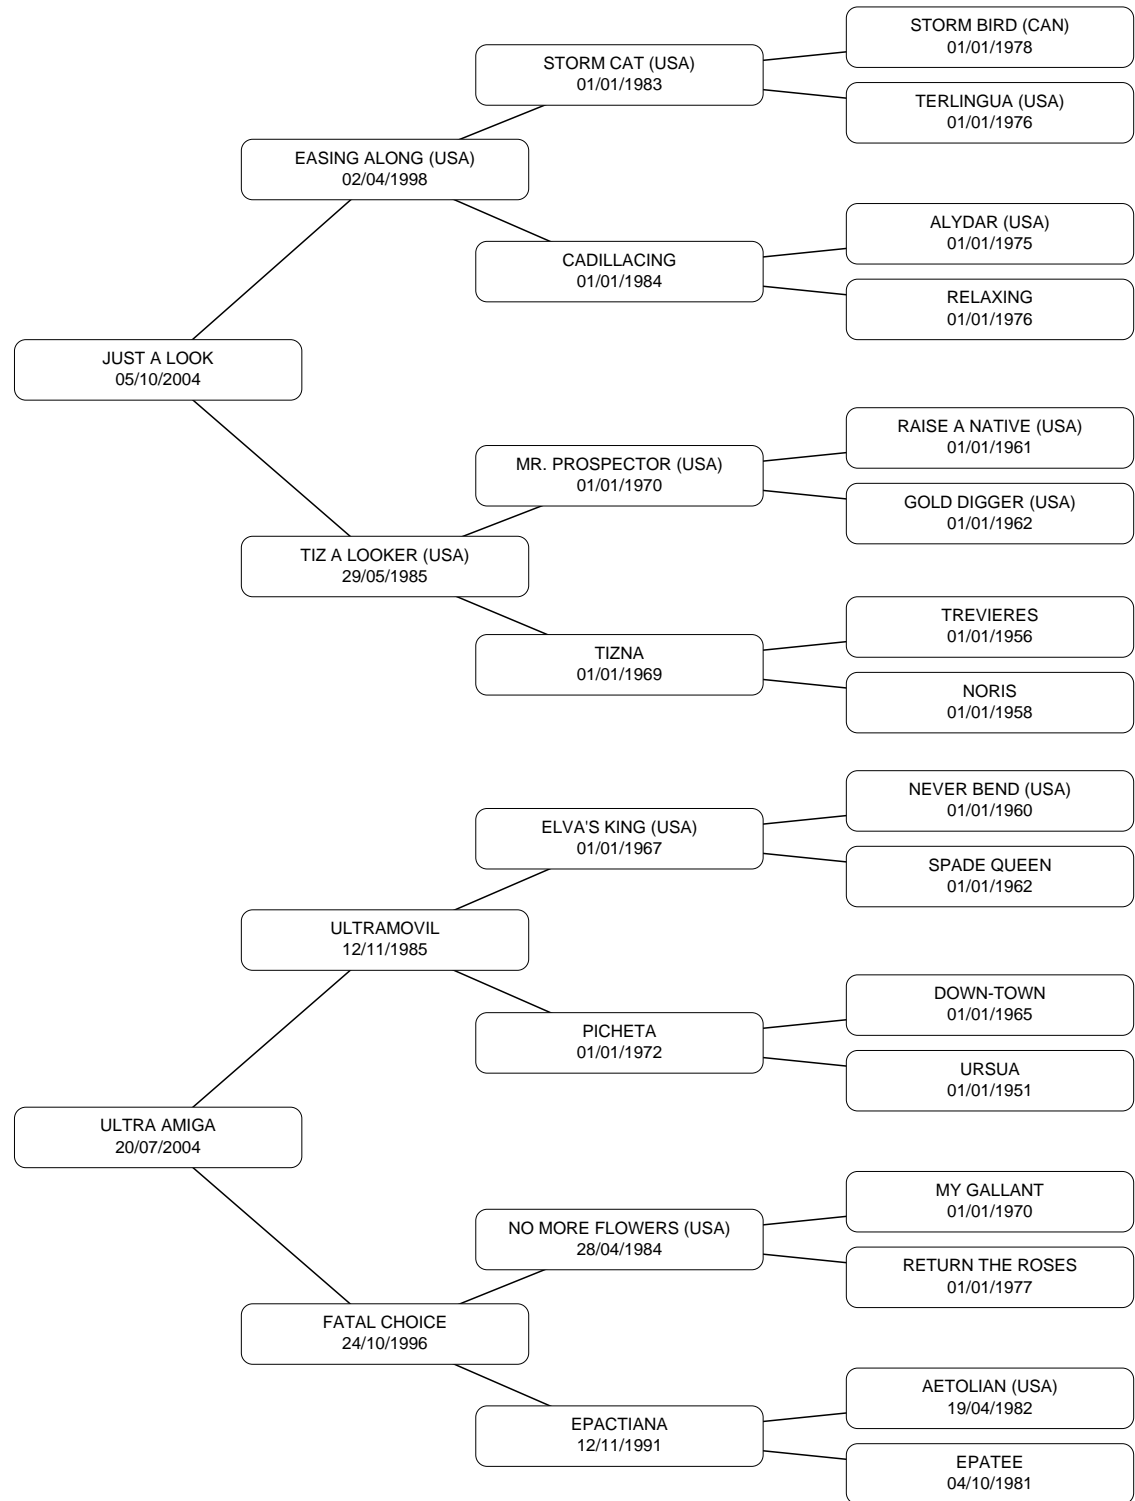 STORM BIRD (CAN)
01/01/1978
STORM CAT (USA)
01/01/1983
TERLINGUA (USA)
01/01/1976
EASING ALONG (USA)
02/04/1998
ALYDAR (USA)
01/01/1975
CADILLACING
01/01/1984
RELAXING
01/01/1976
JUST A LOOK
05/10/2004
RAISE A NATIVE (USA)
01/01/1961
MR. PROSPECTOR (USA)
01/01/1970
GOLD DIGGER (USA)
01/01/1962
TIZ A LOOKER (USA)
29/05/1985
TREVIERES
01/01/1956
TIZNA
01/01/1969
NORIS
01/01/1958
NEVER BEND (USA)
01/01/1960
ELVA'S KING (USA)
01/01/1967
SPADE QUEEN
01/01/1962
ULTRAMOVIL
12/11/1985
DOWN-TOWN
01/01/1965
PICHETA
01/01/1972
URSUA
01/01/1951
ULTRA AMIGA
20/07/2004
MY GALLANT
01/01/1970
NO MORE FLOWERS (USA)
28/04/1984
RETURN THE ROSES
01/01/1977
FATAL CHOICE
24/10/1996
AETOLIAN (USA)
19/04/1982
EPACTIANA
12/11/1991
EPATEE
04/10/1981